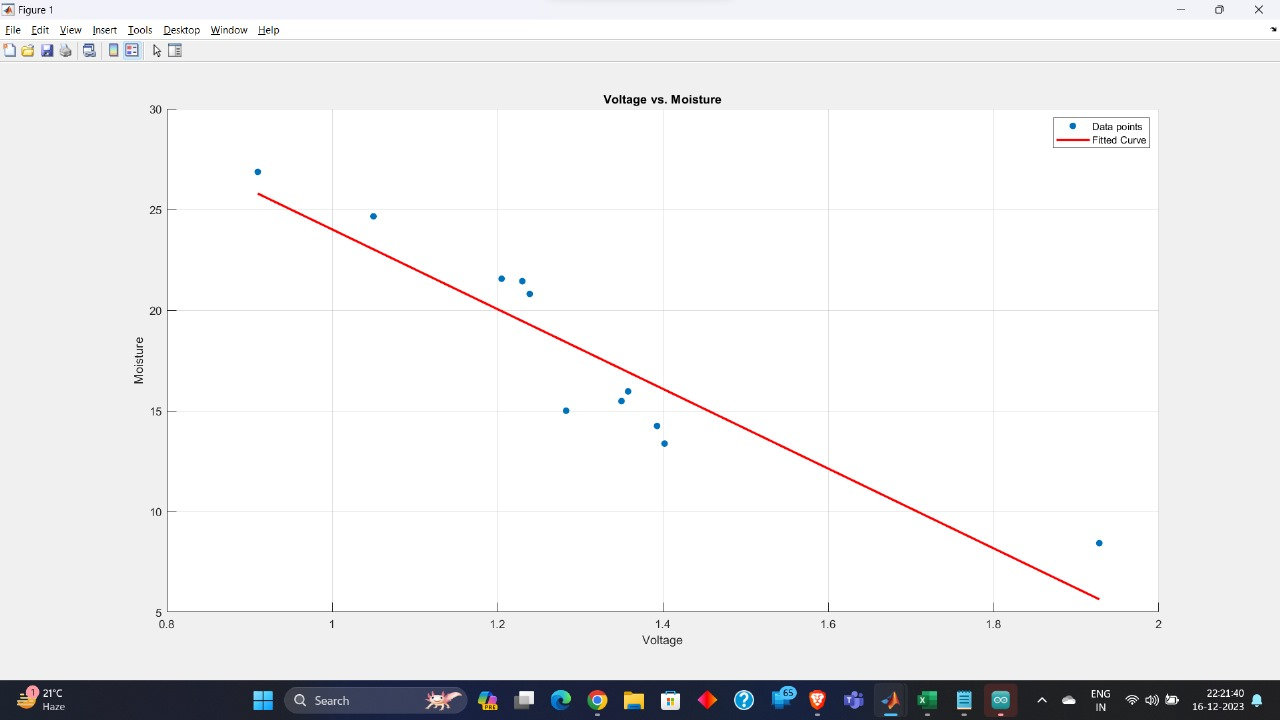 Figure 1
File Edit View Insert Tools Desktop Window Help
Voltage vs. Moisture
30
25
20
15
10
5
Moisture
Data points
Fitted Curve
0.8 1 1.2 1.4 1.6 1.8 2
Voltage
1
21°C
Haze
Search
PRE
65
ENG
IN
22:21:40
16-12-2023